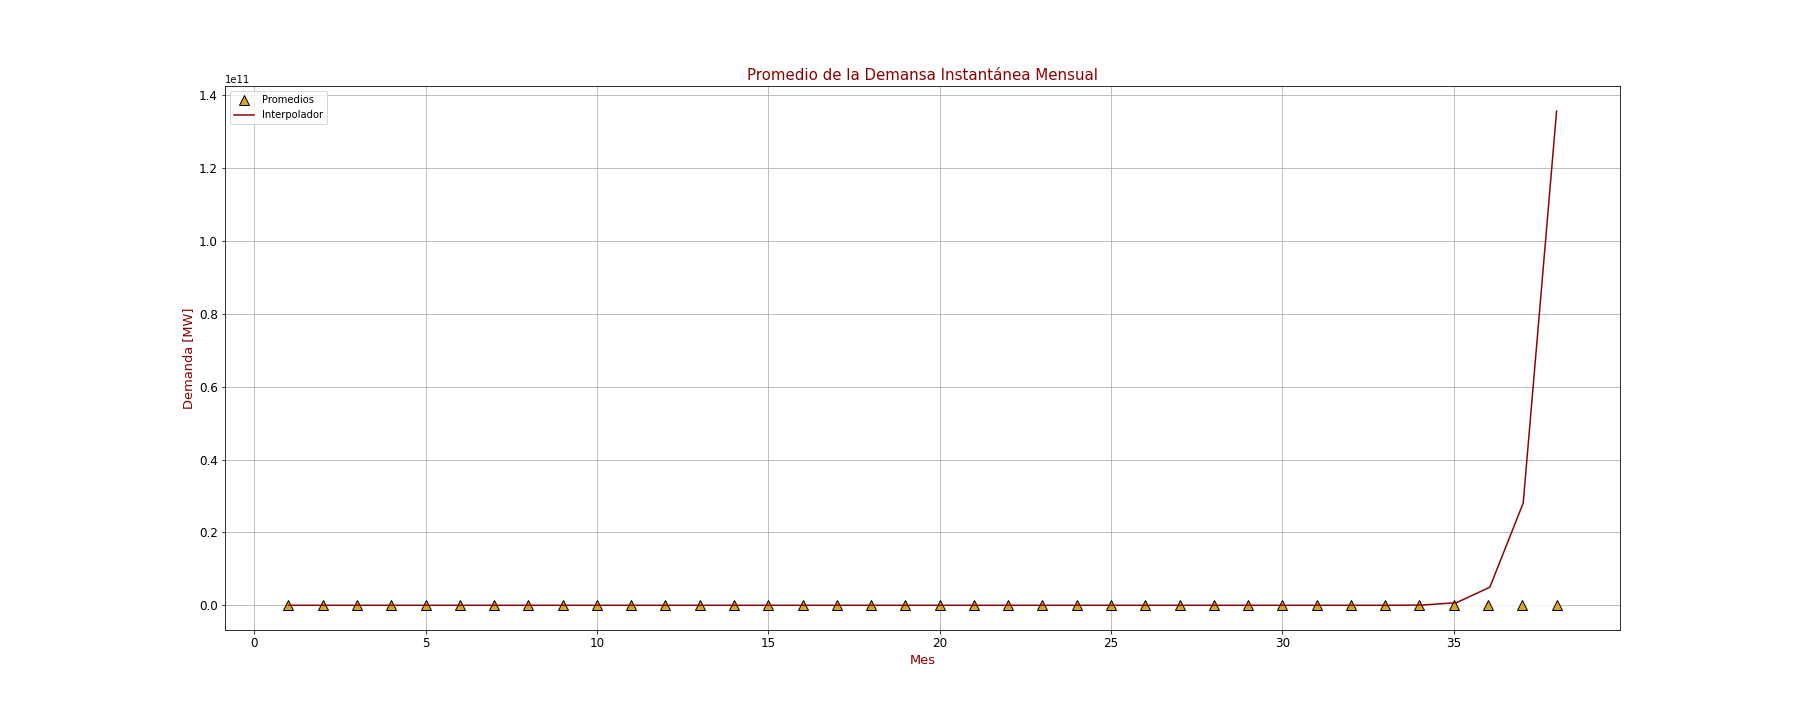 Promedio de la Demansa Instantánea Mensual
1e11
Promedios
Interpolador
1.4
1.2
1.0
0.8
0.6
0.4
0.2
0.0
Demanda [MW]
0 5 10 15 20 25 30 35
Mes